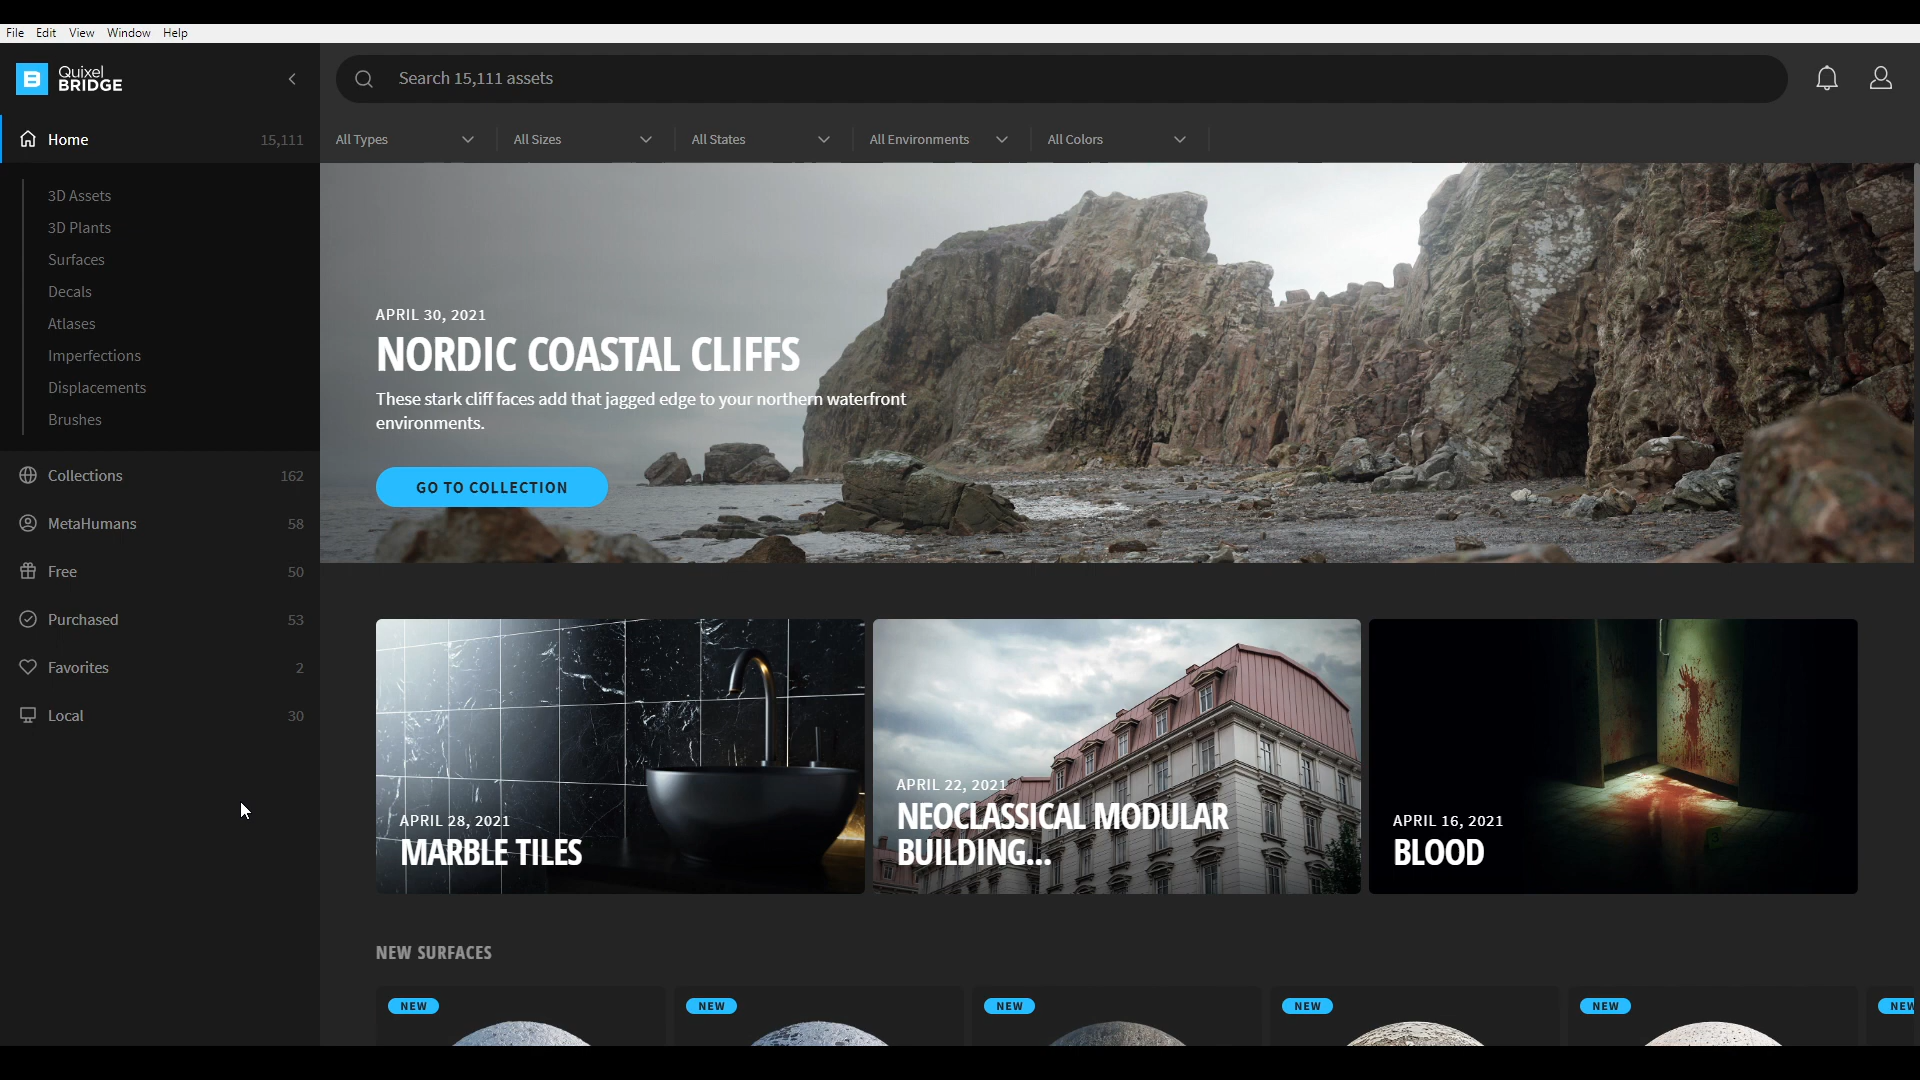 File Edit View Window Help
Quixel
BRIDGE
Search 15,111 assets
Home 15,111
All Types All Sizes All States All Environments All Colors
3D Assets
3D Plants
Surfaces
Decals
Atlases
Imperfections
Displacements
Brushes
Collections 162
MetaHumans 58
Free 50
Purchased 53
Favorites 2
Local 30
APRIL 30, 2021
NORDIC COASTAL CLIFFS
These stark cliff faces add that jagged edge to your northern waterfront
environments.
GO TO COLLECTION
APRIL 28, 2021
MARBLE TILES
APRIL 22, 2021
NEOCLASSICAL MODULAR
BUILDING...
APRIL 16, 2021
BLOOD
NEW SURFACES
NEW NEW NEW NEW NEW NEW